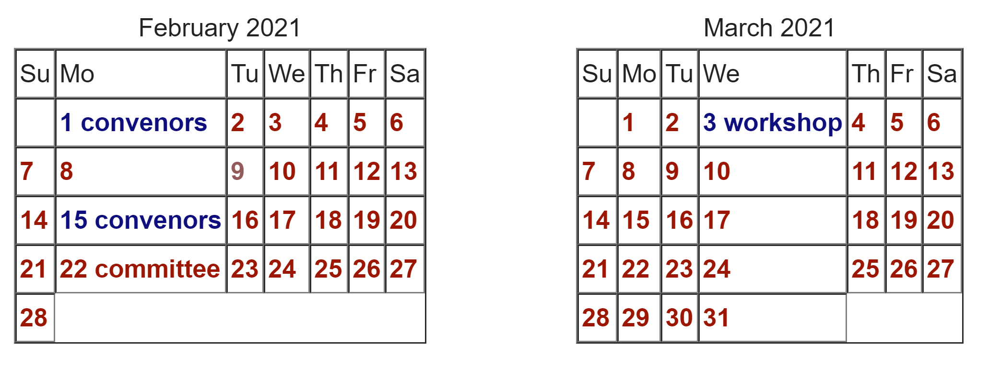 February 2021
Su Mo Tu We Th Fr Sa
1 convenors 2 3 4 5 6
7 8 9 10 11 12 13
14 15 convenors 16 17 18 19 20
21 22 committee 23 24 25 26 27
28
March 2021
Su Mo Tu We Th Fr Sa
1 2 3 workshop 4 5 6
7 8 9 10 11 12 13
14 15 16 17 18 19 20
21 22 23 24 25 26 27
28 29 30 31